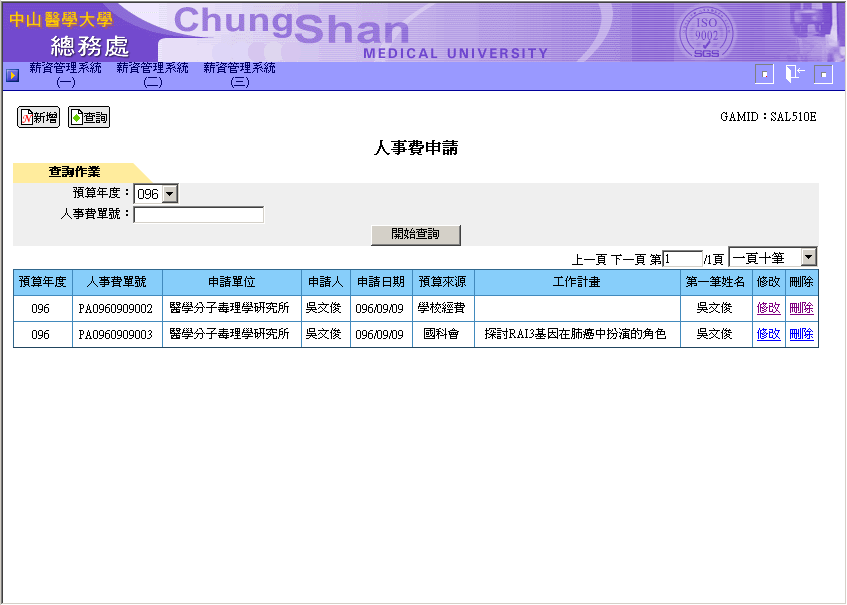 中山醫學大學
總務處
ChungShan
MEDICAL UNIVERSITY
ISO
9002
SGS
薪資管理系統(一) 薪資管理系統(二) 薪資管理系統(三)
新增 查詢
GAMID：SAL510E
人事費申請
查詢作業
預算年度：096
人事費單號：
開始查詢
上一頁 下一頁 第1/1頁 一頁十筆
預算年度 人事費單號 申請單位 申請人 申請日期 預算來源 工作計畫 第一筆姓名 修改 刪除
096 PA0960909002 醫學分子毒理學研究所 吳文俊 096/09/09 學校經費 吳文俊 修改 刪除
096 PA0960909003 醫學分子毒理學研究所 吳文俊 096/09/09 國科會 探討RAI3基因在肺癌中扮演的角色 吳文俊 修改 刪除